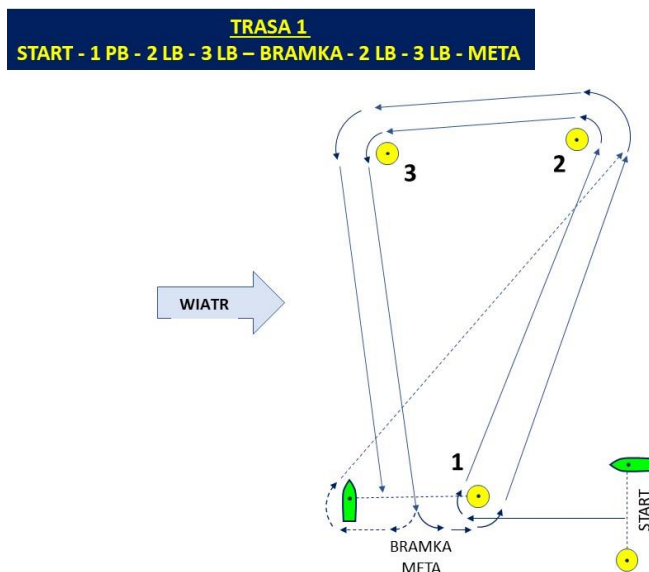 TRASA 1
START - 1 PB - 2 LB - 3 LB – BRAMKA - 2 LB - 3 LB - META
3
2
WIATR
1
START
BRAMKA
META